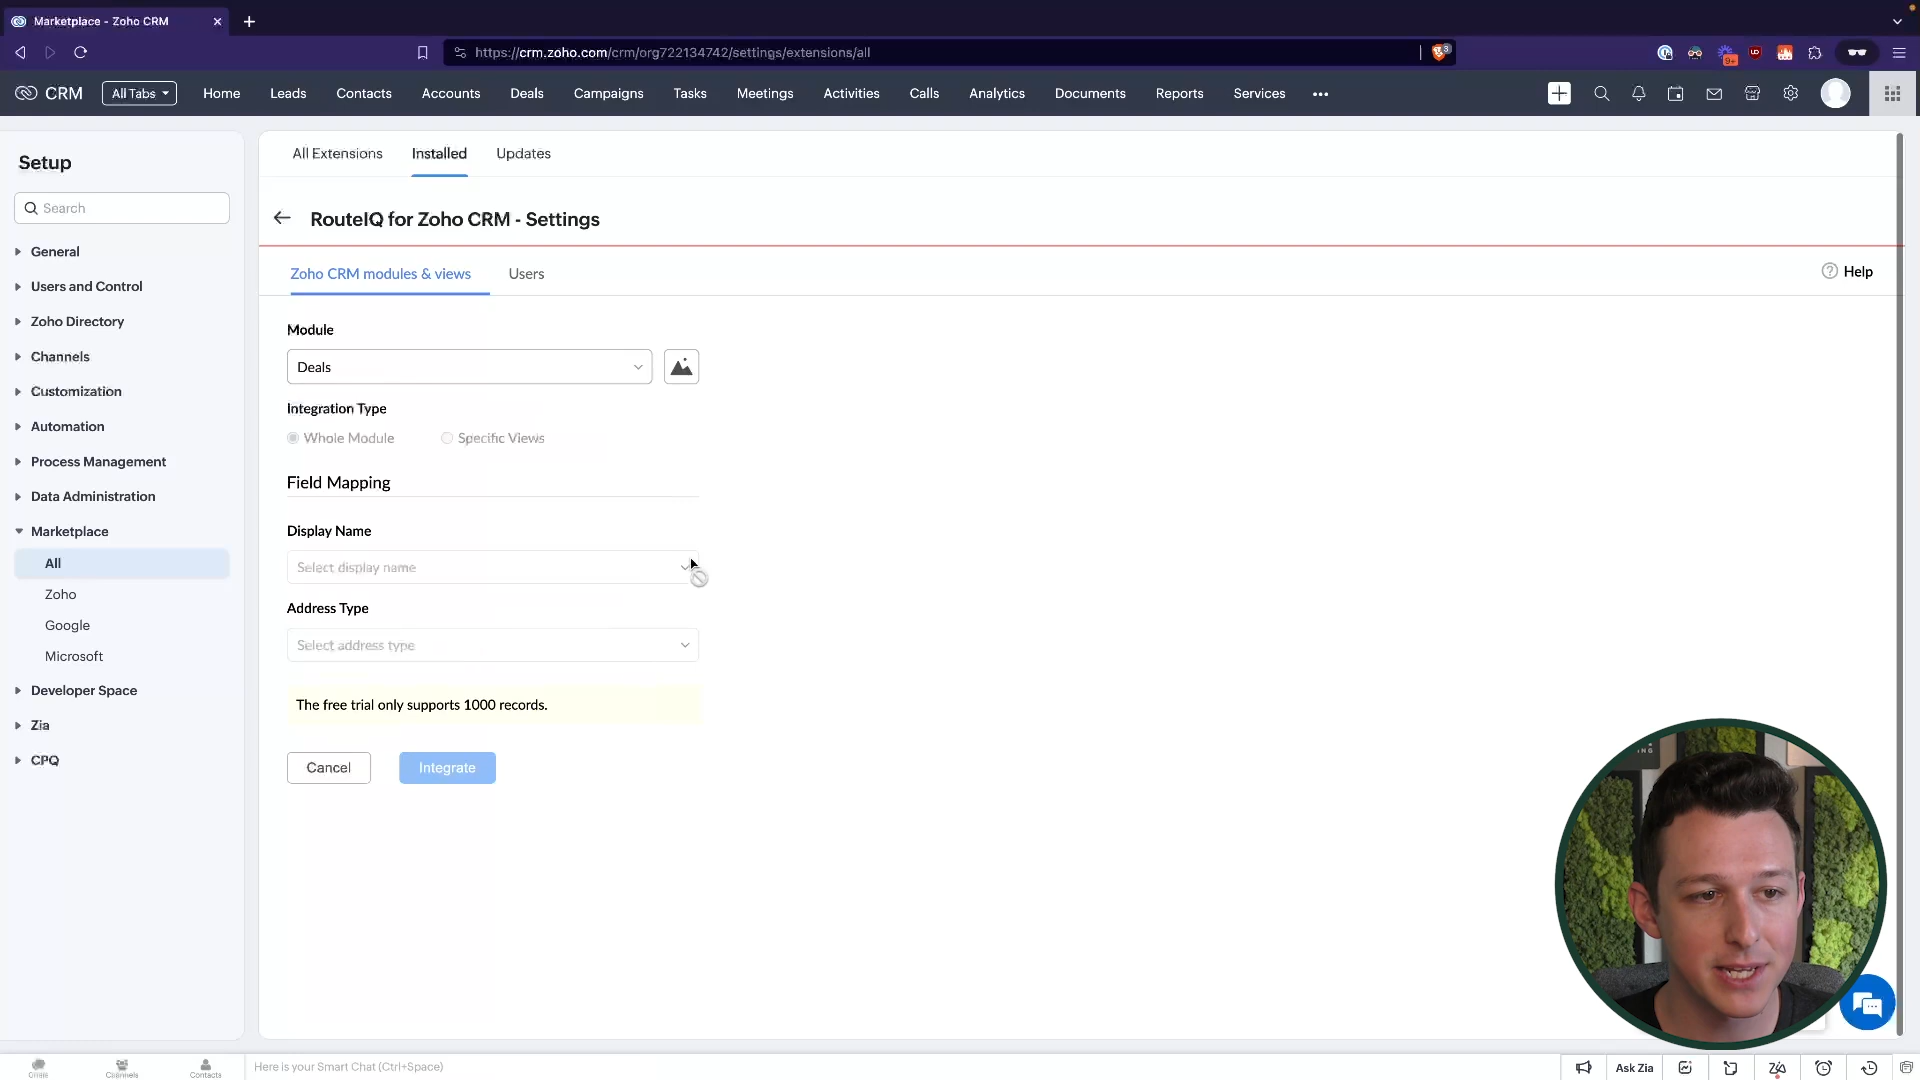 Marketplace - Zoho CRM
https://crm.zoho.com/crm/org722134742/settings/extensions/all
3
9+
CRM
All Tabs
Home
Leads
Contacts
Accounts
Deals
Campaigns
Tasks
Meetings
Activities
Calls
Analytics
Documents
Reports
Services
Setup
Search
General
Users and Control
Zoho Directory
Channels
Customization
Automation
Process Management
Data Administration
Marketplace
All
Zoho
Google
Microsoft
Developer Space
Zia
CPQ
All Extensions
Installed
Updates
RouteIQ for Zoho CRM - Settings
Zoho CRM modules & views
Users
Help
Module
Deals
Integration Type
Whole Module
Specific Views
Field Mapping
Display Name
Select display name
Address Type
Select address type
The free trial only supports 1000 records.
Cancel
Integrate
Chats
Channels
Contacts
Here is your Smart Chat (Ctrl+Space)
Ask Zia